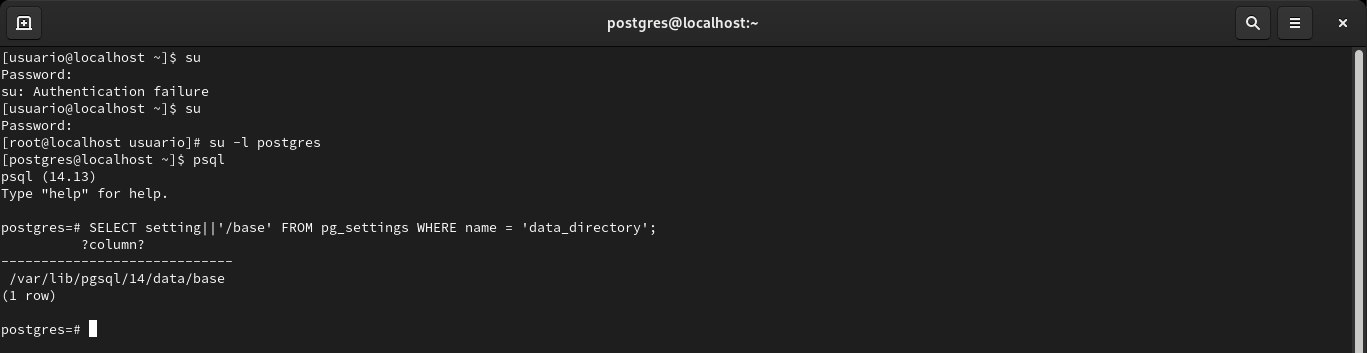 postgres@localhost:~
[usuario@localhost ~]$ su
Password:
su: Authentication failure
[usuario@localhost ~]$ su
Password:
[root@localhost usuario]# su -l postgres
[postgres@localhost ~]$ psql
psql (14.13)
Type "help" for help.

postgres=# SELECT setting||'/base' FROM pg_settings WHERE name = 'data_directory';
          ?column?
-----------------------------
 /var/lib/pgsql/14/data/base
(1 row)

postgres=#